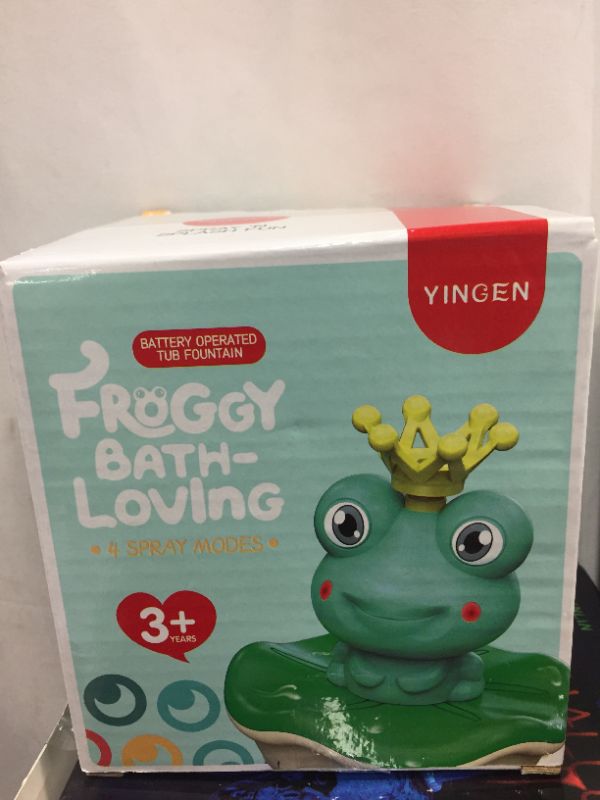 YINGEN
BATTERY OPERATED
TUB FOUNTAIN
FROGGY
BATH-
LOVING
• 4 SPRAY MODES •
3+
YEARS